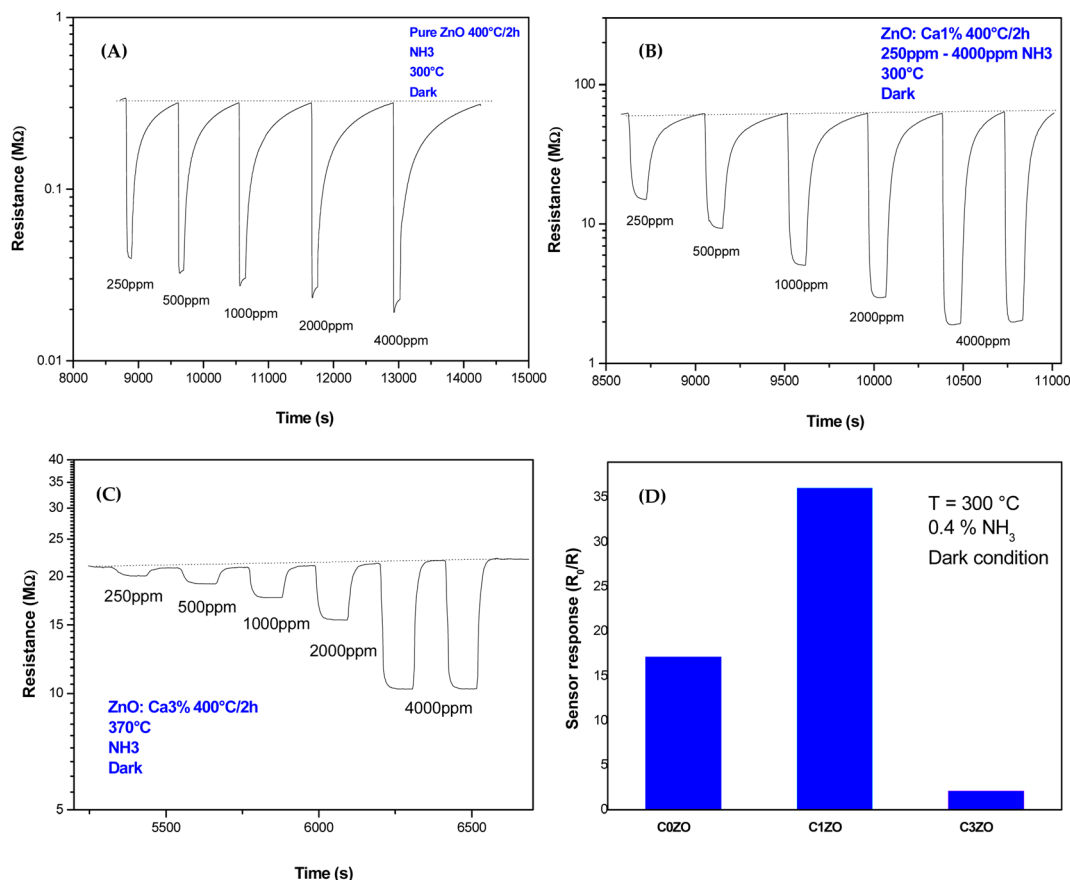 (A)
Pure ZnO 400°C/2h
NH3
300°C
Dark
1
0.1
0.01
Resistance (MΩ)
250ppm
500ppm
1000ppm
2000ppm
4000ppm
8000 9000 10000 11000 12000 13000 14000 15000
Time (s)
(B)
ZnO: Ca1% 400°C/2h
250ppm - 4000ppm NH3
300°C
Dark
100
10
1
Resistance (MΩ)
250ppm
500ppm
1000ppm
2000ppm
4000ppm
8500 9000 9500 10000 10500 11000
Time (s)
(C)
40
35
30
25
20
15
10
5
Resistance (MΩ)
250ppm
500ppm
1000ppm
2000ppm
4000ppm
ZnO: Ca3% 400°C/2h
370°C
NH3
Dark
5500 6000 6500
Time (s)
(D)
T = 300 °C
0.4 % NH3
Dark condition
35
30
25
20
15
10
5
0
Sensor response (R0/R)
C0ZO C1ZO C3ZO